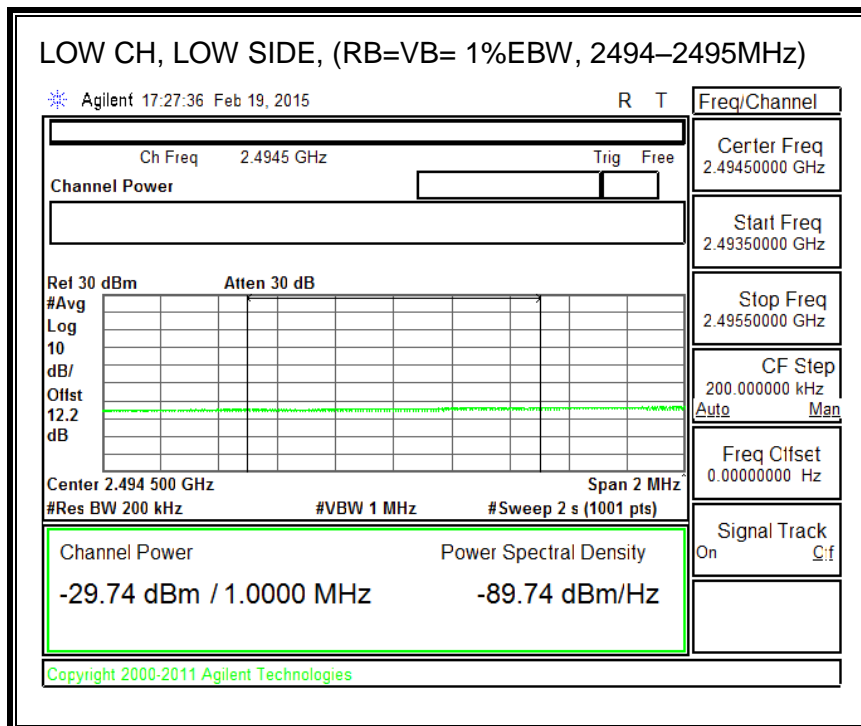 LOW CH, LOW SIDE, (RB=VB= 1%EBW, 2494–2495MHz)
Agilent 17:27:36 Feb 19, 2015 R T
Freq/Channel
Ch Freq 2.4945 GHz Trig Free
Channel Power
Center Freq
2.49450000 GHz
Start Freq
2.49350000 GHz
Stop Freq
2.49550000 GHz
CF Step
200.000000 kHz
Auto Man
Freq Offset
0.00000000 Hz
Signal Track
On Off
Ref 30 dBm Atten 30 dB
#Avg
Log
10
dB/
Offst
12.2
dB
Center 2.494 500 GHz Span 2 MHz^
#Res BW 200 kHz #VBW 1 MHz #Sweep 2 s (1001 pts)
Channel Power Power Spectral Density
-29.74 dBm / 1.0000 MHz -89.74 dBm/Hz
Copyright 2000-2011 Agilent Technologies